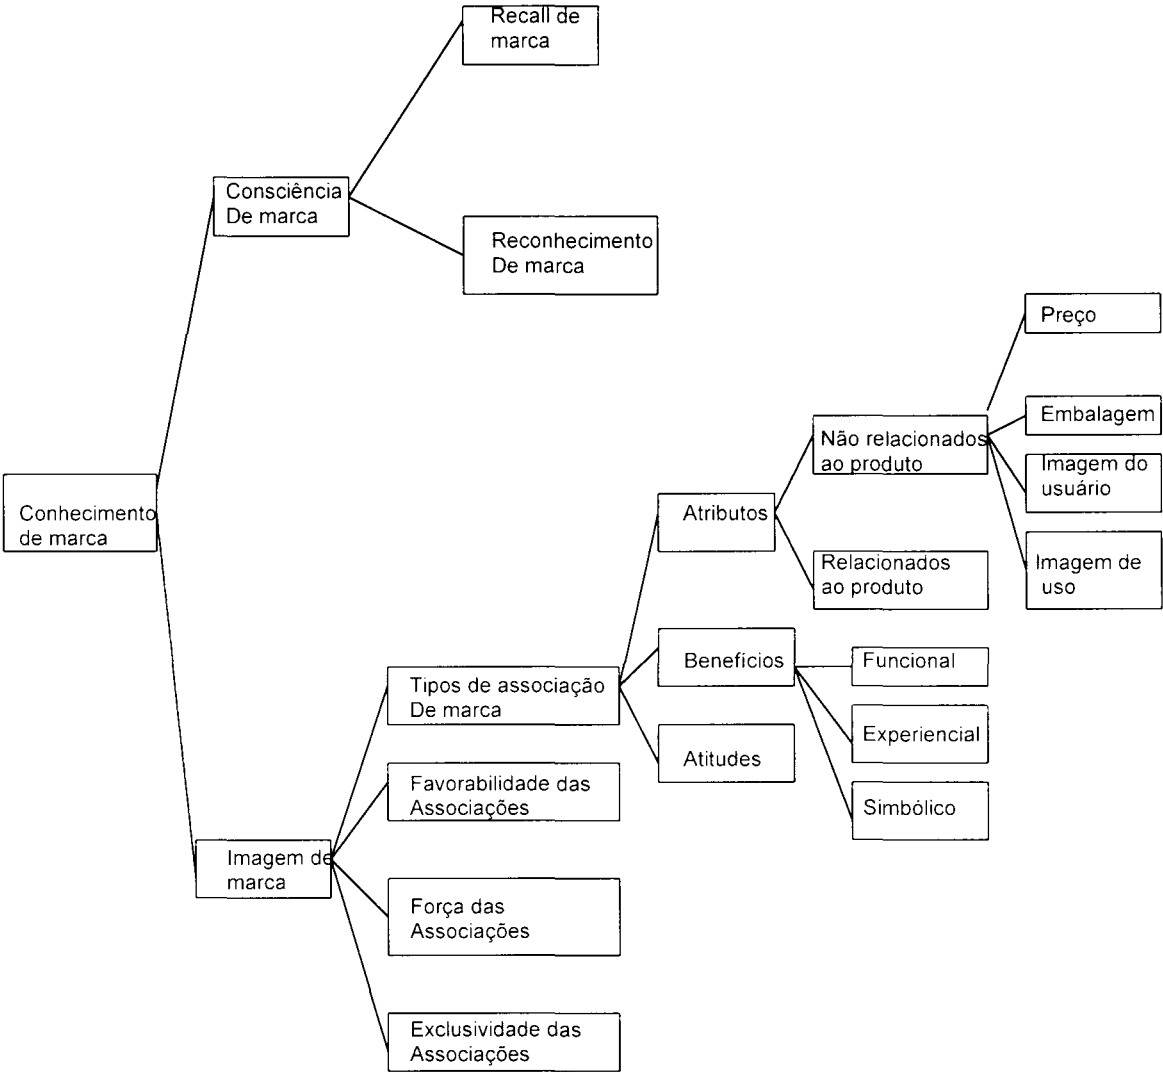 Recall de
marca
Consciência
De marca
Reconhecimento
De marca
Preço
Embalagem
Não relacionados
ao produto
Imagem do
usuário
Conhecimento
de marca
Atributos
Relacionados
ao produto
Imagem de
uso
Benefícios
Funcional
Tipos de associação
De marca
Experiencial
Atitudes
Favorabilidade das
Associações
Simbólico
Imagem de
marca
Força das
Associações
Exclusividade das
Associações